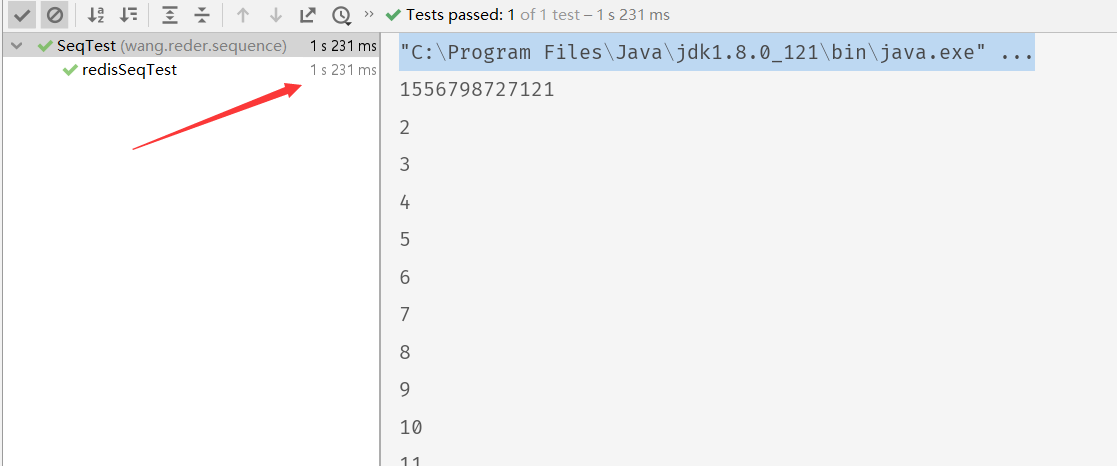 Tests passed: 1 of 1 test – 1 s 231 ms
SeqTest (wang.reder.sequence) 1 s 231 ms
redisSeqTest 1 s 231 ms
"C:\Program Files\Java\jdk1.8.0_121\bin\java.exe" ...
1556798727121
2
3
4
5
6
7
8
9
10
11